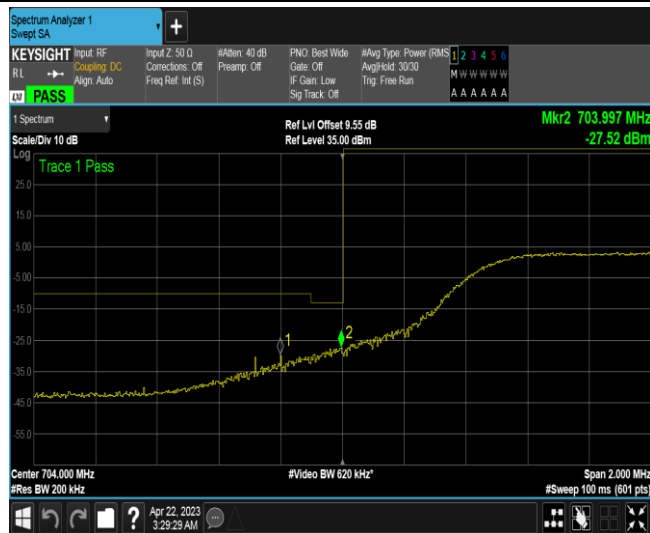 Spectrum Analyzer 1
Swept SA
+
KEYSIGHT
RL
LXI PASS
Input: RF
Coupling: DC
Align: Auto
Input Z: 50 Ω
Corrections: Off
Freq Ref: Int (S)
#Atten: 40 dB
Preamp: Off
PNO: Best Wide
Gate: Off
IF Gain: Low
Sig Track: Off
#Avg Type: Power (RMS
Avg|Hold: 30/30
Trig: Free Run
1 2 3 4 5 6
M W W W W W
A A A A A A
1 Spectrum
Scale/Div 10 dB
Ref Lvl Offset 9.55 dB
Ref Level 35.00 dBm
Mkr2 703.997 MHz
-27.52 dBm
Log
Trace 1 Pass
25.0
15.0
5.00
-5.00
-15.0
-25.0
1
2
-35.0
-45.0
-55.0
Center 704.000 MHz
#Res BW 200 kHz
#Video BW 620 kHz*
Span 2.000 MHz
#Sweep 100 ms (601 pts)
?
Apr 22, 2023
3:29:29 AM